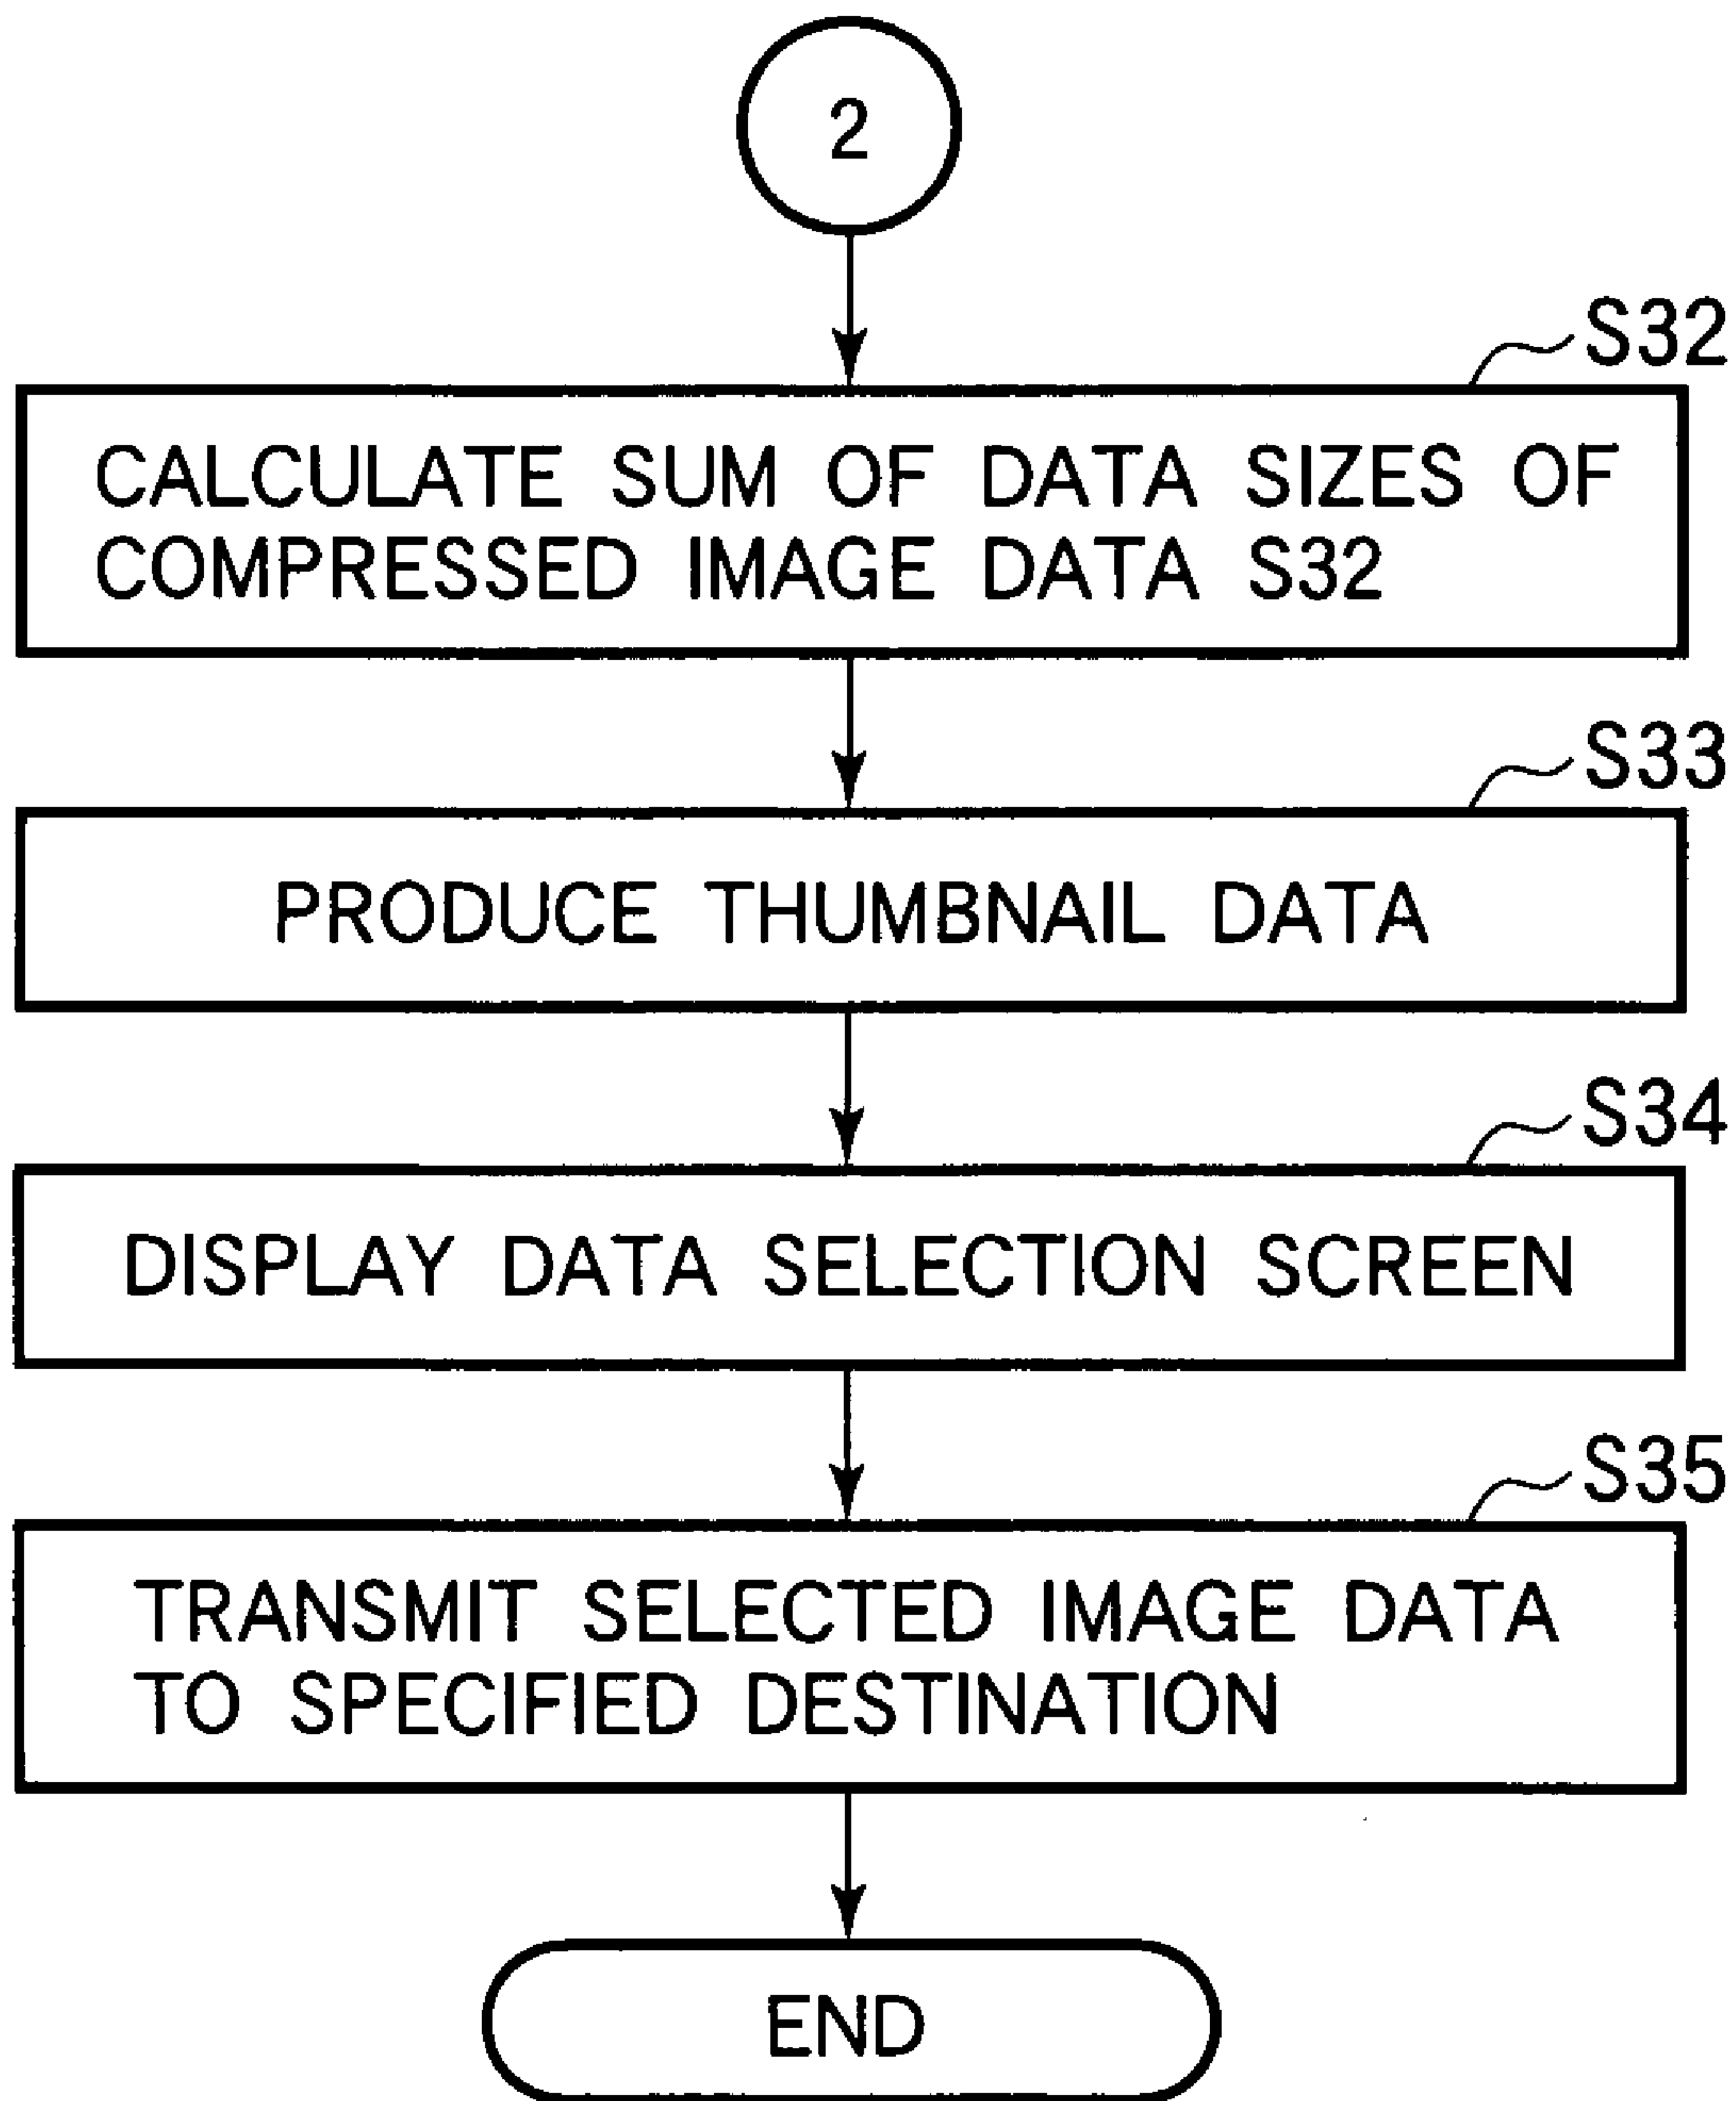 2
S32
CALCULATE SUM OF DATA SIZES OF
COMPRESSED IMAGE DATA S32
S33
PRODUCE THUMBNAIL DATA
S34
DISPLAY DATA SELECTION SCREEN
S35
TRANSMIT SELECTED IMAGE DATA
TO SPECIFIED DESTINATION
END